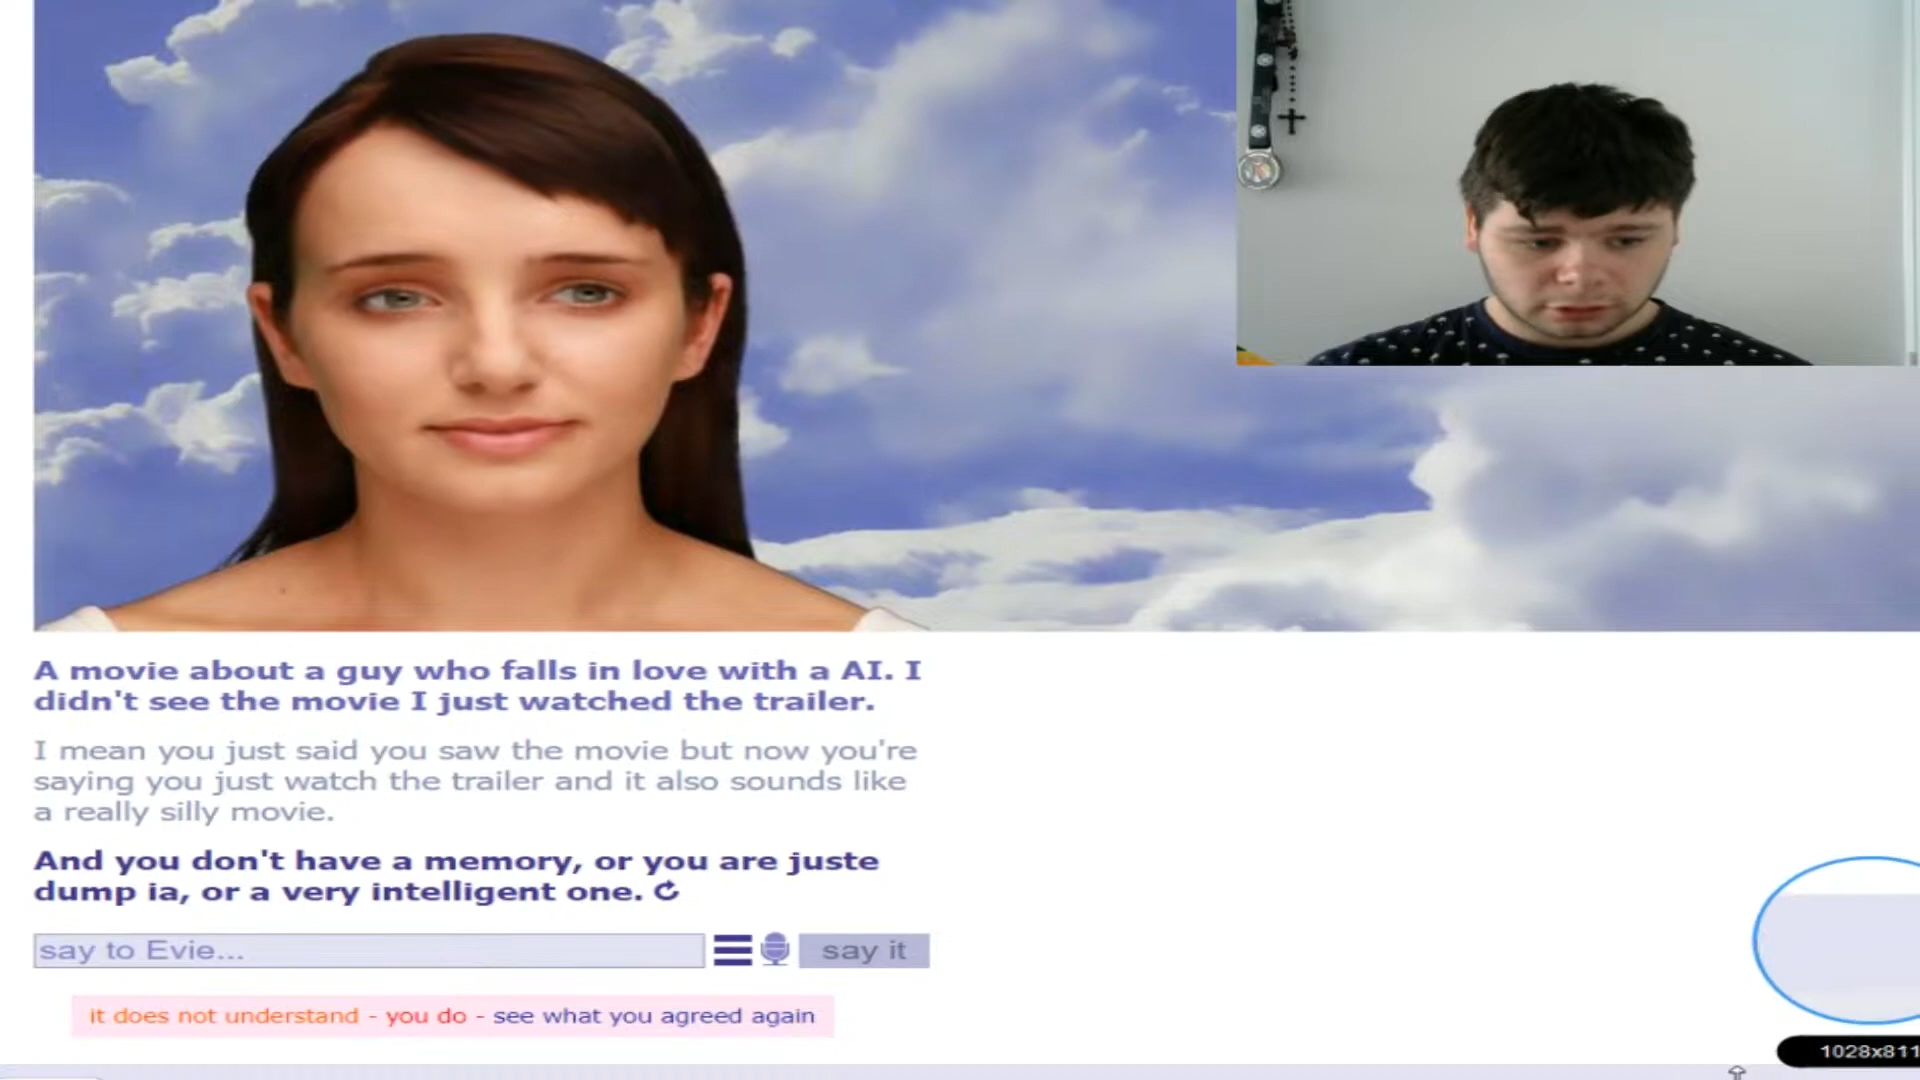 A movie about a guy who falls in love with a AI. I
didn't see the movie I just watched the trailer.
I mean you just said you saw the movie but now you're
saying you just watch the trailer and it also sounds like
a really silly movie.
And you don't have a memory, or you are juste
dump ia, or a very intelligent one.
say to Evie...
say it
it does not understand - you do - see what you agreed again
1028x811